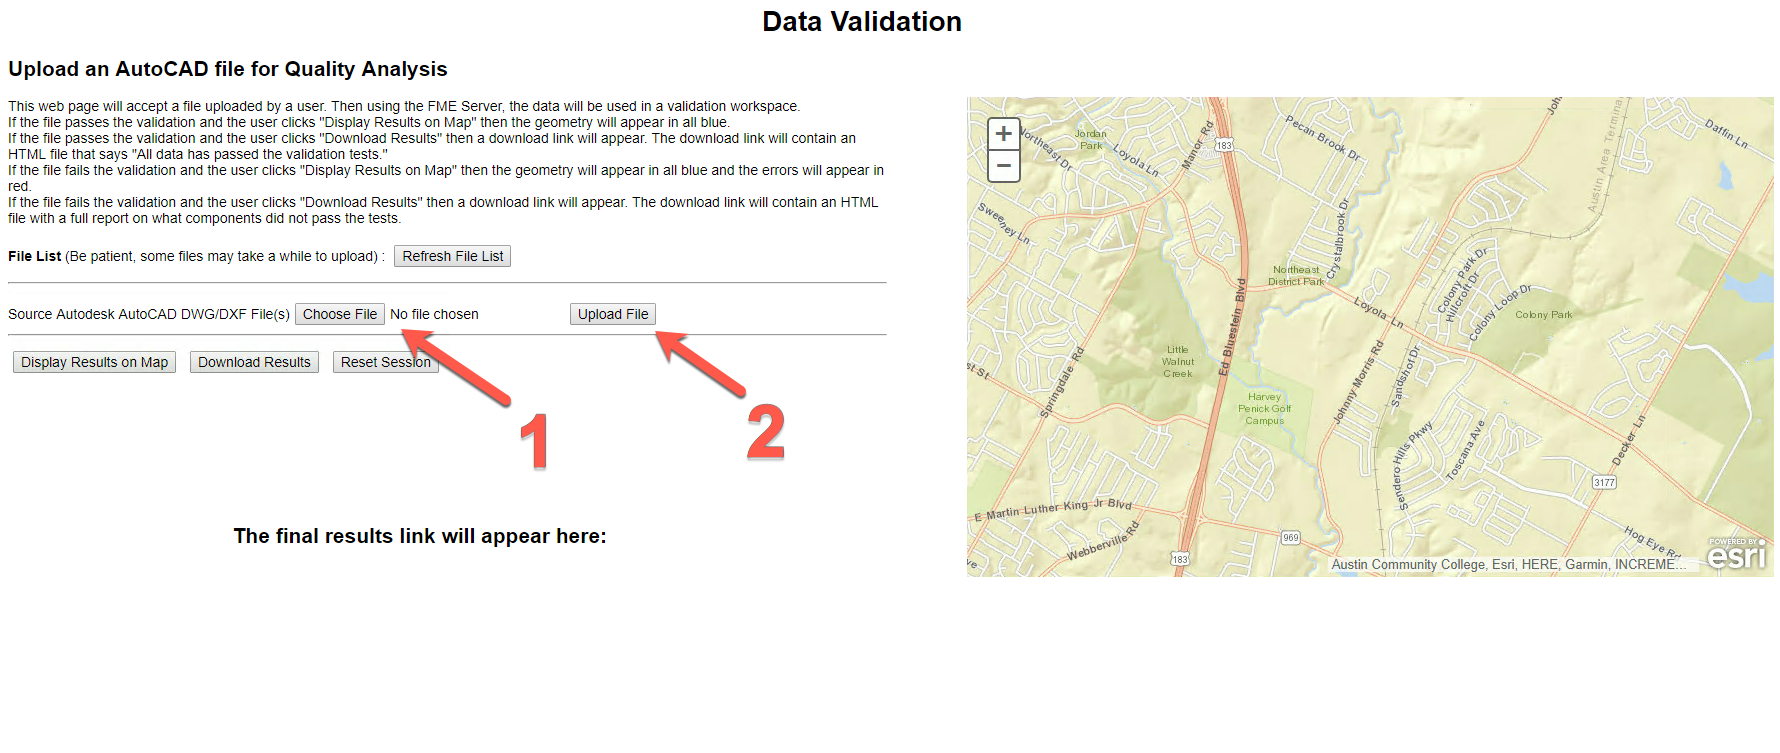 Data Validation
Upload an AutoCAD file for Quality Analysis
This web page will accept a file uploaded by a user. Then using the FME Server, the data will be used in a validation workspace.
If the file passes the validation and the user clicks "Display Results on Map" then the geometry will appear in all blue.
If the file passes the validation and the user clicks "Download Results" then a download link will appear. The download link will contain an
HTML file that says "All data has passed the validation tests."
If the file fails the validation and the user clicks "Display Results on Map" then the geometry will appear in all blue and the errors will appear in
red.
If the file fails the validation and the user clicks "Download Results" then a download link will appear. The download link will contain an HTML
file with a full report on what components did not pass the tests.
File List (Be patient, some files may take a while to upload) : Refresh File List
Source Autodesk AutoCAD DWG/DXF File(s) Choose File No file chosen Upload File
Display Results on Map Download Results Reset Session
1
2
The final results link will appear here:
+
−
Northeast Dr
Jordan
Park
Loyola Ln
Manor Rd
183
Pecan Brook Dr
Austin Area Terminal
Daffin Ln
Sweeney Ln
Crystalbrook Dr
Northeast
District Park
Colony Park Dr
Hillcroft Dr
Colony Loop Dr
Colony Park
Loyola Ln
Ed Bluestein Blvd
Little
Walnut
Creek
Springdale Rd
st St
Johnny Morris Rd
Sandshof Dr
Harvey
Penick Golf
Campus
Sendero Hills Pkwy
Toscana Ave
Decker Ln
3177
E Martin Luther King Jr Blvd
Webberville Rd
183
969
Hog Eye Rd
POWERED BY
esri
Austin Community College, Esri, HERE, Garmin, INCREME...